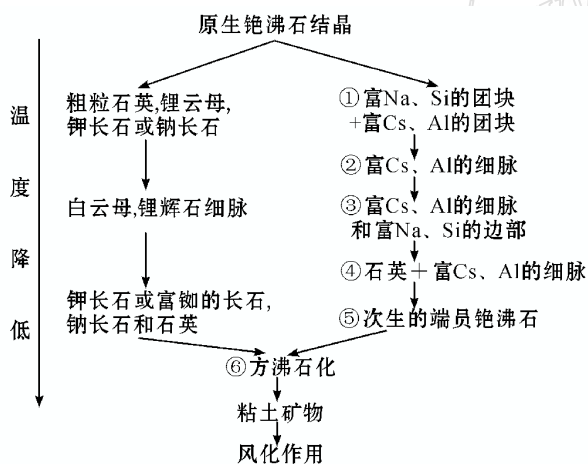 原生铯沸石结晶
温度降低
粗粒石英,锂云母,
钾长石或钠长石
白云母,锂辉石细脉
钾长石或富铷的长石,
钠长石和石英
①富Na、Si的团块
+富Cs、Al的团块
②富Cs、Al的细脉
③富Cs、Al的细脉
和富Na、Si的边部
④石英+富Cs、Al的细脉
⑤次生的端员铯沸石
⑥方沸石化
粘土矿物
风化作用